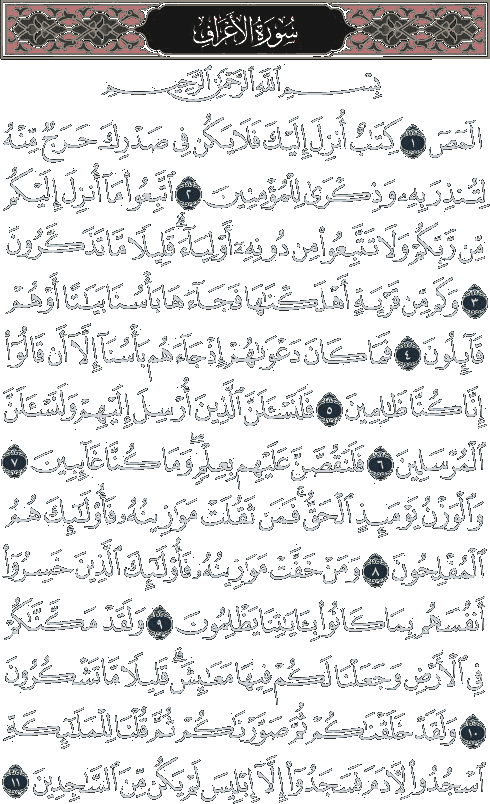 سُورَةُ الأَعۡرَافِ
بِسۡمِ ٱللَّهِ ٱلرَّحۡمَٰنِ ٱلرَّحِيمِ
الٓمٓصٓ ١ كِتَٰبٌ أُنزِلَ إِلَيۡكَ فَلَا يَكُن فِي صَدۡرِكَ حَرَجٞ مِّنۡهُ
لِتُنذِرَ بِهِۦ وَذِكۡرَىٰ لِلۡمُؤۡمِنِينَ ٢ ٱتَّبِعُواْ مَآ أُنزِلَ إِلَيۡكُم
مِّن رَّبِّكُمۡ وَلَا تَتَّبِعُواْ مِن دُونِهِۦٓ أَوۡلِيَآءَۗ قَلِيلٗا مَّا تَذَكَّرُونَ
٣ وَكَم مِّن قَرۡيَةٍ أَهۡلَكۡنَٰهَا فَجَآءَهَا بَأۡسُنَا بَيَٰتًا أَوۡ هُمۡ
قَآئِلُونَ ٤ فَمَا كَانَ دَعۡوَىٰهُمۡ إِذۡ جَآءَهُم بَأۡسُنَآ إِلَّآ أَن قَالُوٓاْ
إِنَّا كُنَّا ظَٰلِمِينَ ٥ فَلَنَسۡـَٔلَنَّ ٱلَّذِينَ أُرۡسِلَ إِلَيۡهِمۡ وَلَنَسۡـَٔلَنَّ
ٱلۡمُرۡسَلِينَ ٦ فَلَنَقُصَّنَّ عَلَيۡهِم بِعِلۡمٖۖ وَمَا كُنَّا غَآئِبِينَ ٧
وَٱلۡوَزۡنُ يَوۡمَئِذٍ ٱلۡحَقُّۚ فَمَن ثَقُلَتۡ مَوَٰزِينُهُۥ فَأُوْلَٰٓئِكَ هُمُ
ٱلۡمُفۡلِحُونَ ٨ وَمَنۡ خَفَّتۡ مَوَٰزِينُهُۥ فَأُوْلَٰٓئِكَ ٱلَّذِينَ خَسِرُوٓاْ
أَنفُسَهُم بِمَا كَانُواْ بِـَٔايَٰتِنَا يَظۡلِمُونَ ٩ وَلَقَدۡ مَكَّنَّٰكُمۡ
فِي ٱلۡأَرۡضِ وَجَعَلۡنَا لَكُمۡ فِيهَا مَعَٰيِشَۗ قَلِيلٗا مَّا تَشۡكُرُونَ
١٠ وَلَقَدۡ خَلَقۡنَٰكُمۡ ثُمَّ صَوَّرۡنَٰكُمۡ ثُمَّ قُلۡنَا لِلۡمَلَٰٓئِكَةِ
ٱسۡجُدُواْ لِأٓدَمَ فَسَجَدُوٓاْ إِلَّآ إِبۡلِيسَ لَمۡ يَكُن مِّنَ ٱلسَّٰجِدِينَ ١١